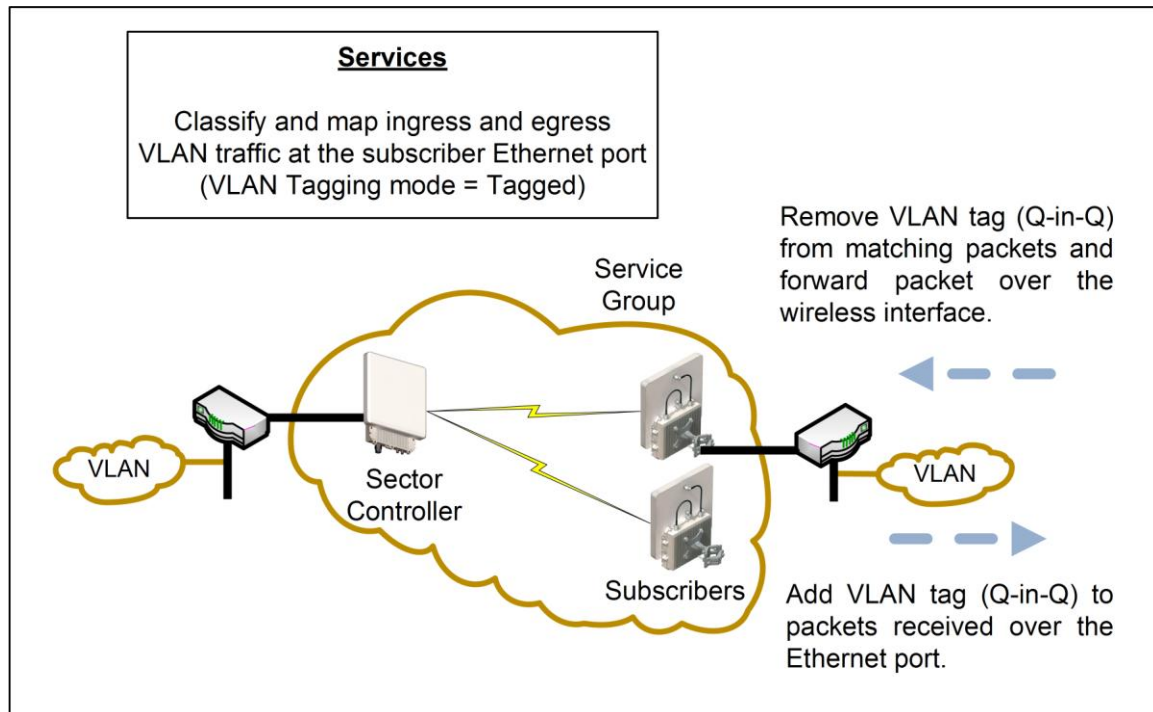 Services
Classify and map ingress and egress
VLAN traffic at the subscriber Ethernet port
(VLAN Tagging mode = Tagged)
Remove VLAN tag (Q-in-Q)
from matching packets and
forward packet over the
wireless interface.
Service
Group
VLAN
Sector
Controller
VLAN
Subscribers
Add VLAN tag (Q-in-Q) to
packets received over the
Ethernet port.